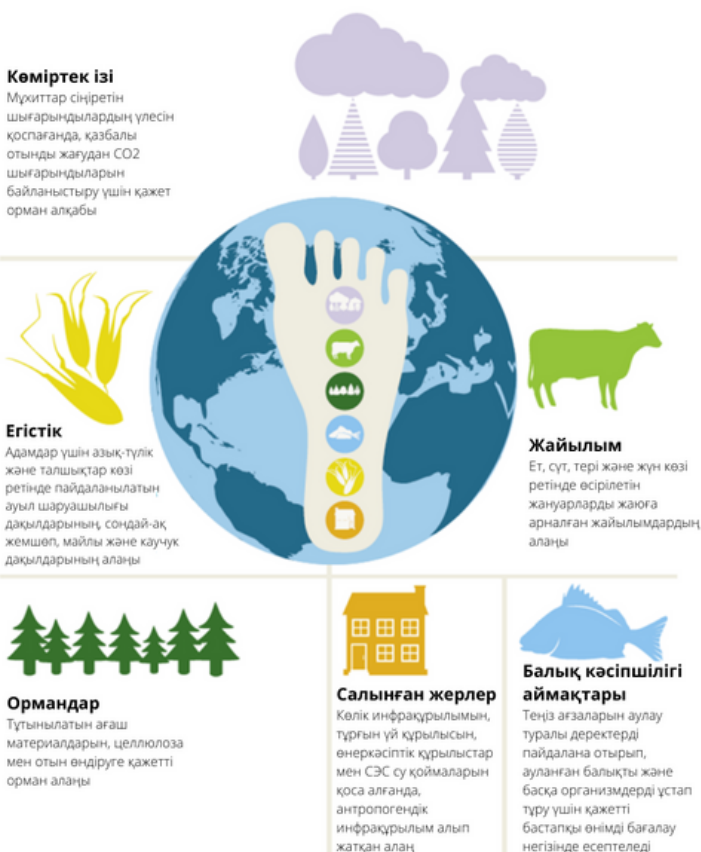 Көміртек ізі
Мұхиттар сіңіретін
шығарындылардың үлесін
қоспағанда, қазбалы
отынды жағудан CO2
шығарындыларын
байланыстыру үшін қажет
орман алқабы
Егістік
Адамдар үшін азық-түлік
және талшықтар көзі
ретінде пайдаланылатын
ауыл шаруашылығы
дақылдарының, сондай-ақ
жемшөп, майлы және каучук
дақылдарының алаңы
Жайылым
Ет, сүт, тері және жүн көзі
ретінде өсірілетін
жануарларды жаюға
арналған жайылымдардың
алаңы
Ормандар
Тұтынылатын ағаш
материалдарын, целлюлоза
мен отын өндіруге қажетті
орман алаңы
Салынған жерлер
Көлік инфрақұрылымын,
тұрғын үй құрылысын,
өнеркәсіптік құрылыстар
мен СЭС су қоймаларын
қоса алғанда,
антропогендік
инфрақұрылым алып
жатқан алаң
Балық кәсіпшілігі
аймақтары
Теңіз ағзаларын аулау
туралы деректерді
пайдалана отырып,
ауланған балықты және
басқа организмдерді ұстап
тұру үшін қажетті
бастапқы өнімді бағалау
негізінде есептеледі